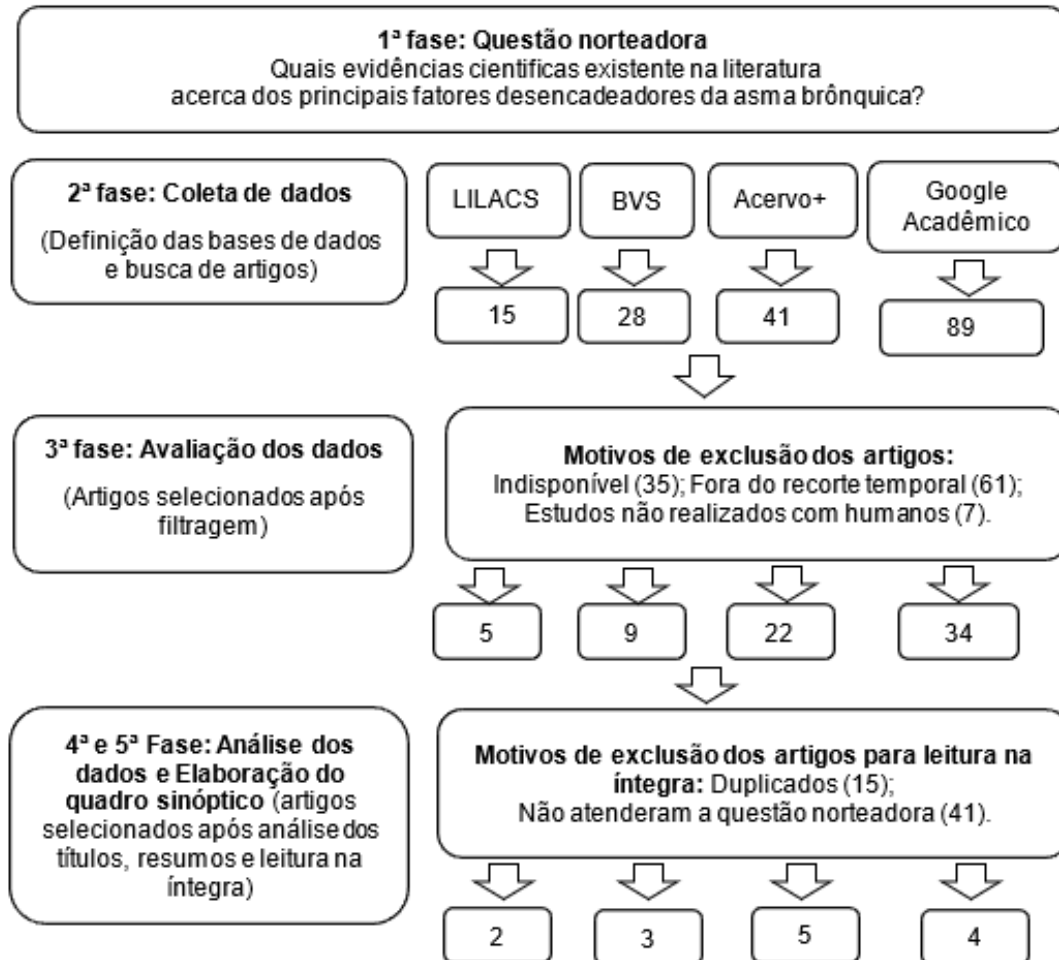 1ª fase: Questão norteadora
Quais evidências cientificas existente na literatura
acerca dos principais fatores desencadeadores da asma brônquica?
2ª fase: Coleta de dados
(Definição das bases de dados
e busca de artigos)
LILACS
BVS
Acervo+
Google
Acadêmico
15
28
41
89
3ª fase: Avaliação dos dados
(Artigos selecionados após
filtragem)
Motivos de exclusão dos artigos:
Indisponível (35); Fora do recorte temporal (61);
Estudos não realizados com humanos (7).
5
9
22
34
4ª e 5ª Fase: Análise dos
dados e Elaboração do
quadro sinóptico (artigos
selecionados após análise dos
títulos, resumos e leitura na
íntegra)
Motivos de exclusão dos artigos para leitura na
íntegra: Duplicados (15);
Não atenderam a questão norteadora (41).
2
3
5
4